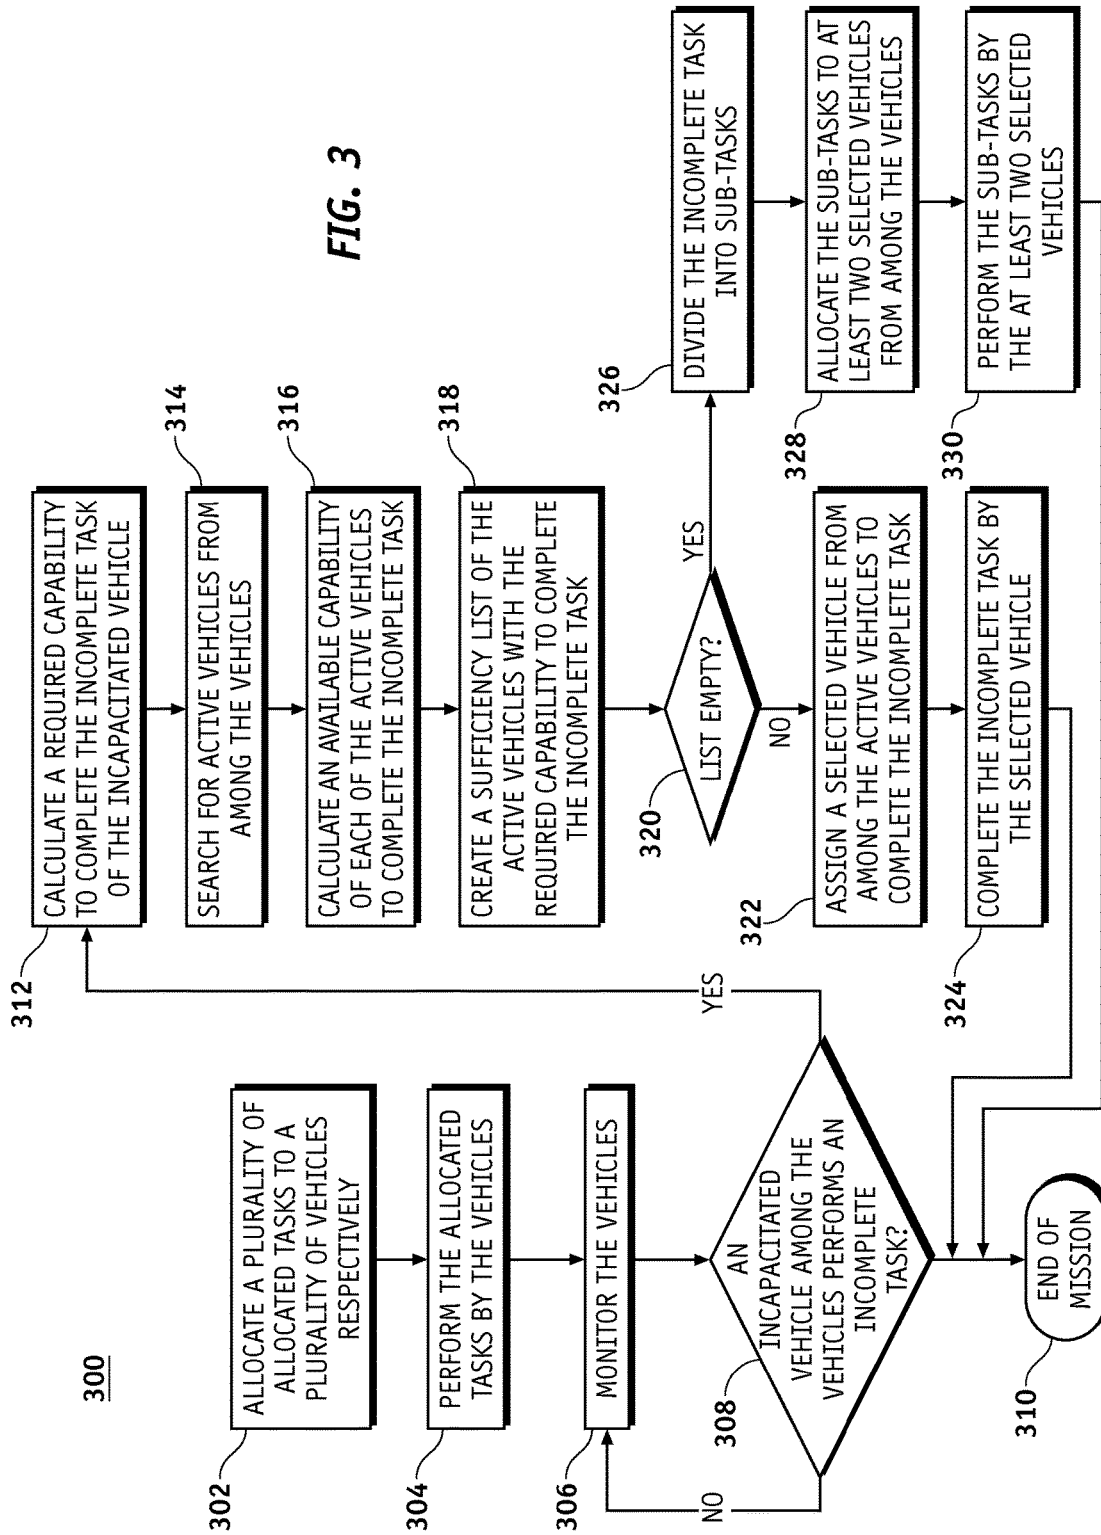 300
302
ALLOCATE A PLURALITY OF
ALLOCATED TASKS TO A
PLURALITY OF VEHICLES
RESPECTIVELY
304
PERFORM THE ALLOCATED
TASKS BY THE VEHICLES
306
MONITOR THE VEHICLES
308
AN
INCAPACITATED
VEHICLE AMONG THE
VEHICLES PERFORMS AN
INCOMPLETE
TASK?
NO
YES
310
END OF
MISSION
312
CALCULATE A REQUIRED CAPABILITY
TO COMPLETE THE INCOMPLETE TASK
OF THE INCAPACITATED VEHICLE
314
SEARCH FOR ACTIVE VEHICLES FROM
AMONG THE VEHICLES
316
CALCULATE AN AVAILABLE CAPABILITY
OF EACH OF THE ACTIVE VEHICLES
TO COMPLETE THE INCOMPLETE TASK
318
CREATE A SUFFICIENCY LIST OF THE
ACTIVE VEHICLES WITH THE
REQUIRED CAPABILITY TO COMPLETE
THE INCOMPLETE TASK
320
LIST EMPTY?
YES
NO
322
ASSIGN A SELECTED VEHICLE FROM
AMONG THE ACTIVE VEHICLES TO
COMPLETE THE INCOMPLETE TASK
324
COMPLETE THE INCOMPLETE TASK BY
THE SELECTED VEHICLE
326
DIVIDE THE INCOMPLETE TASK
INTO SUB-TASKS
328
ALLOCATE THE SUB-TASKS TO AT
LEAST TWO SELECTED VEHICLES
FROM AMONG THE VEHICLES
330
PERFORM THE SUB-TASKS BY
THE AT LEAST TWO SELECTED
VEHICLES
FIG. 3